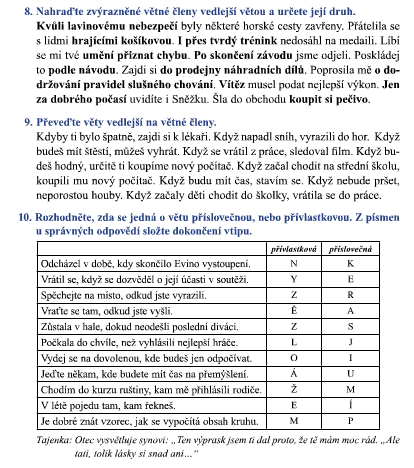 8. Nahraďte zvýrazněné větné členy vedlejší větou a určete její druh.
Kvůli lavinovému nebezpečí byly některé horské cesty zavřeny. Přátelila se
s lidmi hrajícími košíkovou. I přes tvrdý trénink nedosáhl na medaili. Líbí
se mi tvé umění přiznat chybu. Po skončení závodu jsme odjeli. Poskládej
to podle návodu. Zajdi si do prodejny náhradních dílů. Poprosila mě o do-
držování pravidel slušného chování. Vítěz musel podat nejlepší výkon. Jen
za dobrého počasí uvidíte i Sněžku. Šla do obchodu koupit si pečivo.
9. Převeďte věty vedlejší na větné členy.
Kdyby ti bylo špatně, zajdi si k lékaři. Když napadl sníh, vyrazili do hor. Když
budeš mít štěstí, můžeš vyhrát. Když se vrátil z práce, sledoval film. Když bu-
deš hodný, určitě ti koupíme nový počítač. Když začal chodit na střední školu,
koupili mu nový počítač. Když budu mít čas, stavím se. Když nebude pršet,
neporostou houby. Když začaly děti chodit do školky, vrátila se do práce.
10. Rozhodněte, zda se jedná o větu příslovečnou, nebo přívlastkovou. Z písmen
u správných odpovědí složte dokončení vtipu.
přívlastková příslovečná
Odcházel v době, kdy skončilo Evino vystoupení. N K
Vrátil se, když se dozvěděl o její účasti v soutěži. Y E
Spěchejte na místo, odkud jste vyrazili. Z R
Vraťte se tam, odkud jste vyšli. Ě A
Zůstala v hale, dokud neodešli poslední diváci. Z S
Počkala do chvíle, než vyhlásili nejlepší hráče. L J
Vydej se na dovolenou, kde budeš jen odpočívat. O I
Jeďte někam, kde budete mít čas na přemýšlení. Á U
Chodím do kurzu ruštiny, kam mě přihlásili rodiče. Ž M
V létě pojedu tam, kam řekneš. E Í
Je dobré znát vzorec, jak se vypočítá obsah kruhu. M P
Tajenka: Otec vysvětluje synovi: „Ten výprask jsem ti dal proto, že tě mám moc rád. „Ale
tati, tolik lásky si snad ani…“